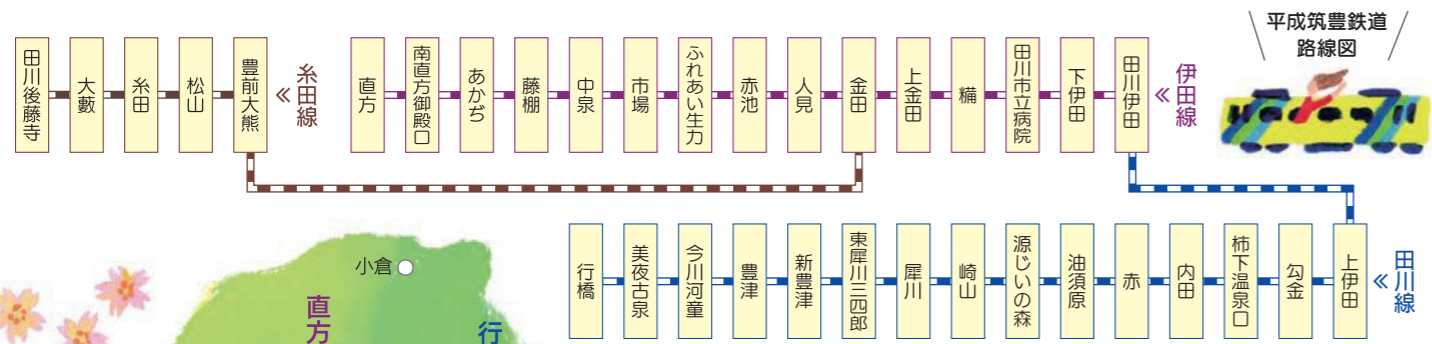 平成筑豊鉄道
路線図
伊田線
田川伊田
下伊田
田川市立病院
糒
上金田
金田
人見
赤池
ふれあい生力
市場
中泉
藤棚
あかぢ
南直方御殿口
直方
糸田線
豊前大熊
松山
糸田
大藪
田川後藤寺
田川線
上伊田
勾金
柿下温泉口
内田
赤
油須原
源じいの森
崎山
犀川
東犀川三四郎
新豊津
豊津
今川河童
美夜古泉
行橋
小倉
直方
行